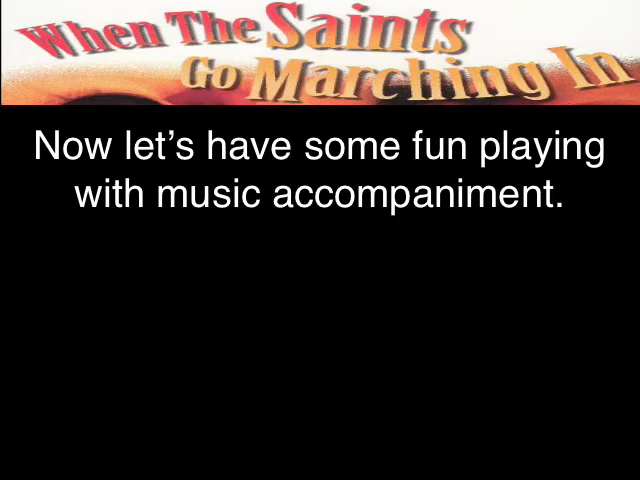 When The Saints
Go Marching In
Now let’s have some fun playing
with music accompaniment.